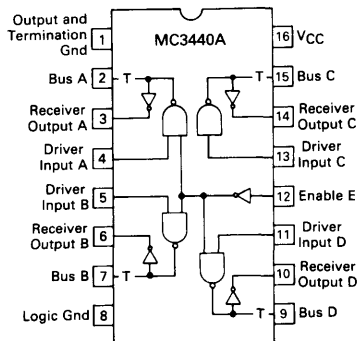 Output and
Termination
Gnd
1
MC3440A
16 VCC
Bus A 2 T
T 15 Bus C
Receiver
Output A
3
14 Receiver
Output C
Driver
Input A
4
13 Driver
Input C
Driver
Input B
5
12 Enable E
Receiver
Output B
6
11 Driver
Input D
Bus B 7 T
10 Receiver
Output D
Logic Gnd 8
T 9 Bus D